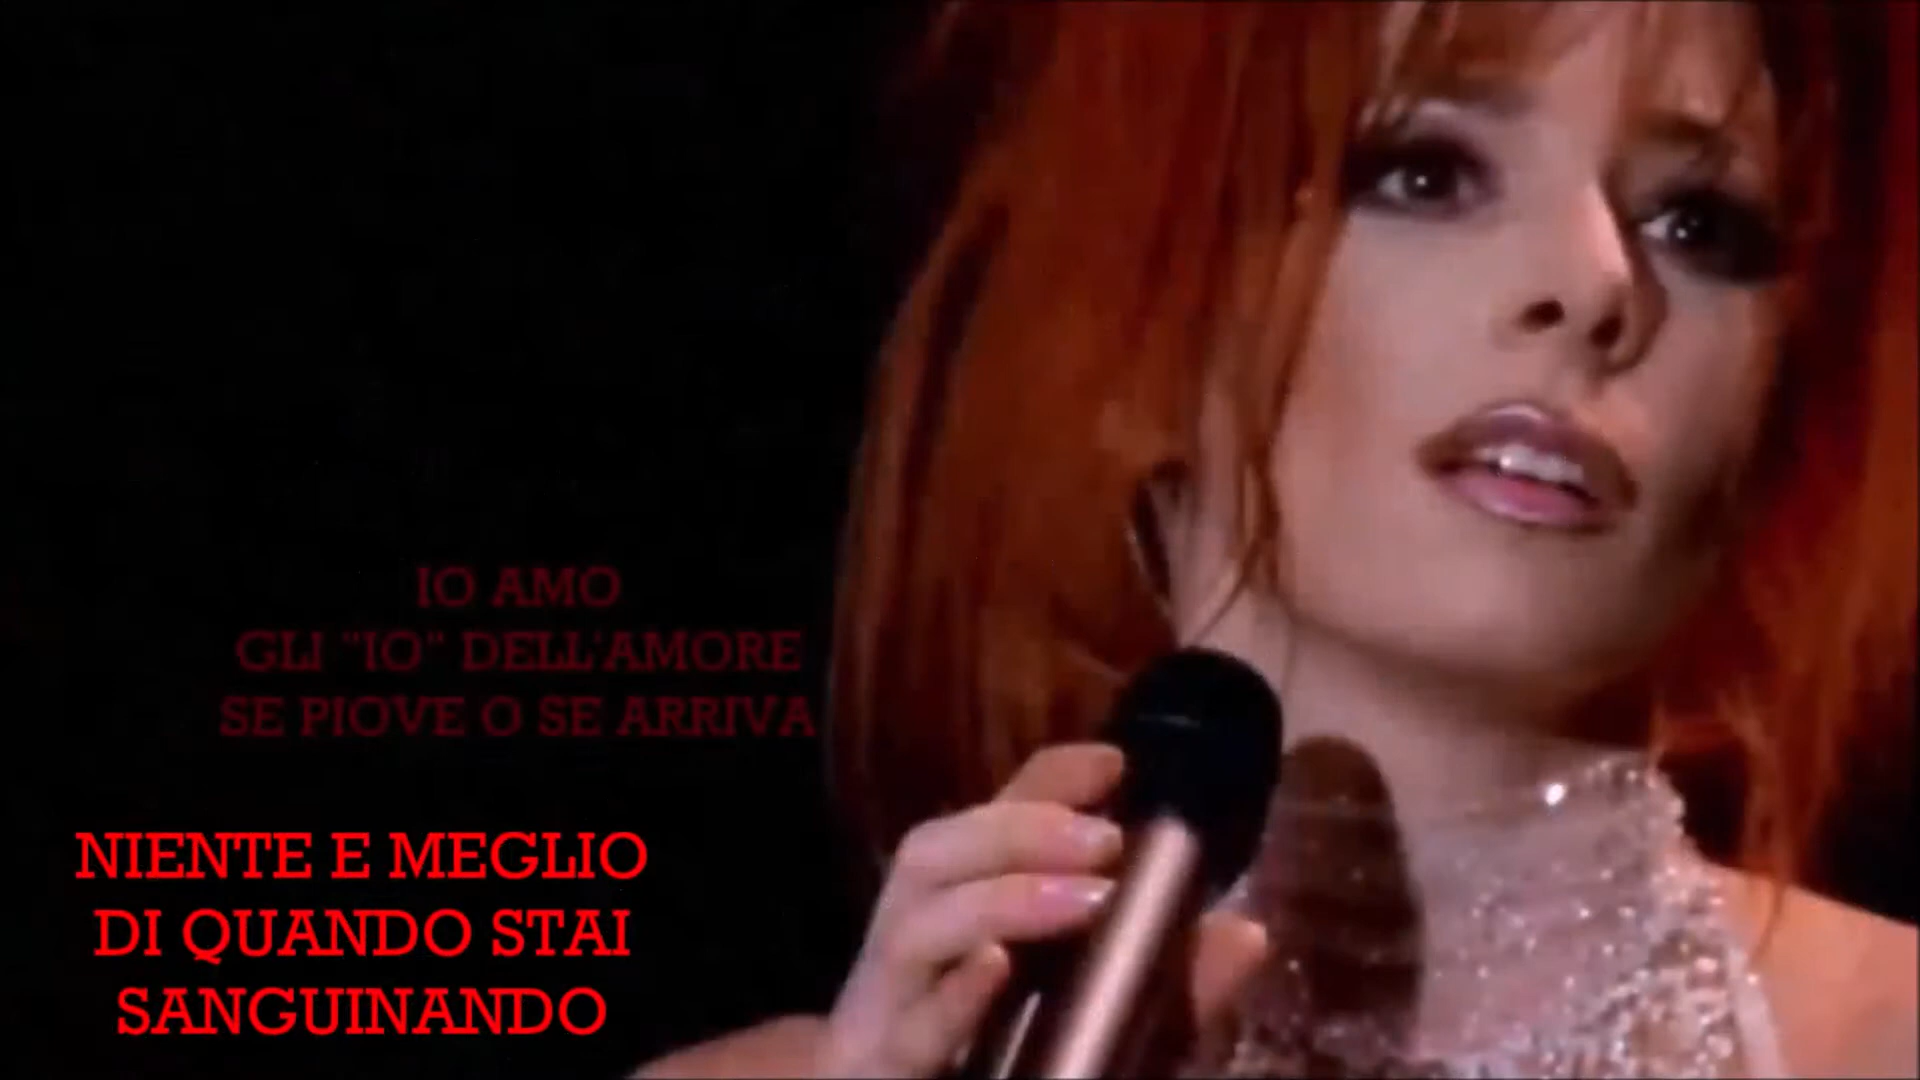 IO AMO
GLI "IO" DELL'AMORE
SE PIOVE O SE ARRIVA
NIENTE E MEGLIO
DI QUANDO STAI
SANGUINANDO